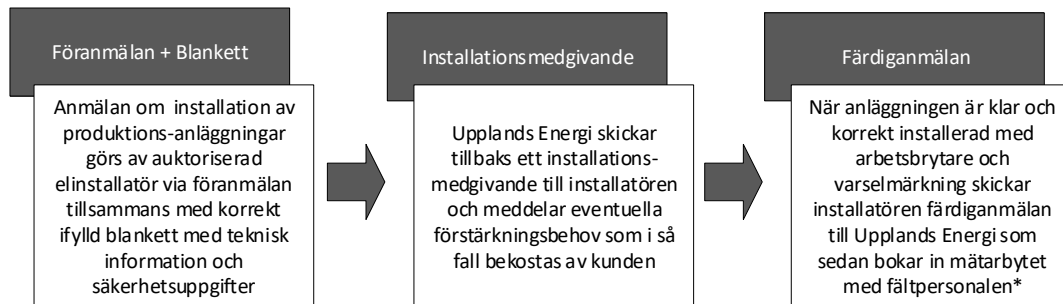 Föranmälan + Blankett
Anmälan om installation av
produktions-anläggningar
görs av auktoriserad
elinstallatör via föranmälan
tillsammans med korrekt
ifylld blankett med teknisk
information och
säkerhetsuppgifter
Installationsmedgivande
Upplands Energi skickar
tillbaks ett installations-
medgivande till installatören
och meddelar eventuella
förstärkningsbehov som i så
fall bekostas av kunden
Färdiganmälan
När anläggningen är klar och
korrekt installerad med
arbetsbrytare och
varselmärkning skickar
installatören färdiganmälan
till Upplands Energi som
sedan bokar in mätarbytet
med fältpersonalen*